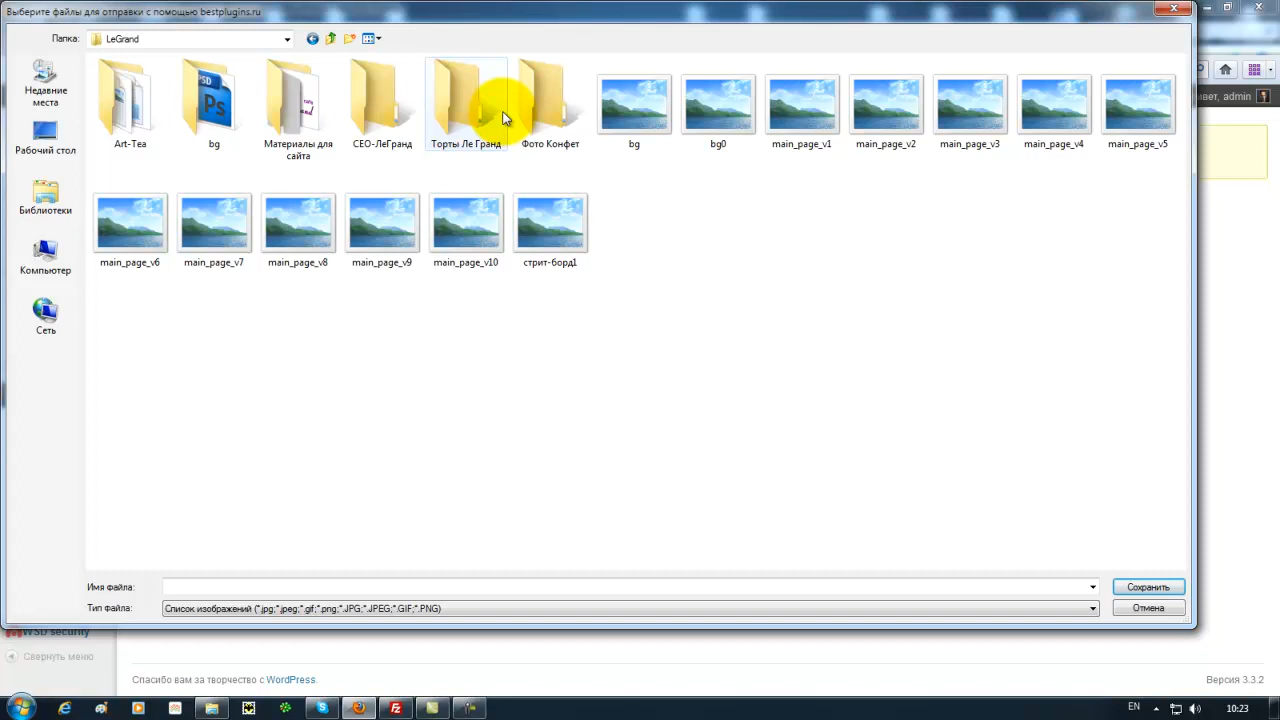 Выберите файлы для отправки с помощью bestplugins.ru
Папка: LeGrand
Недавние места
Рабочий стол
Библиотеки
Компьютер
Сеть
Art-Tea
bg
Материалы для сайта
СЕО-ЛеГранд
Торты Ле Гранд
Фото Конфет
bg
bg0
main_page_v1
main_page_v2
main_page_v3
main_page_v4
main_page_v5
main_page_v6
main_page_v7
main_page_v8
main_page_v9
main_page_v10
стрит-борд1
Имя файла:
Сохранить
Тип файла: Список изображений (*.jpg;*.jpeg;*.gif;*.png;*.JPG;*.JPEG;*.GIF;*.PNG)
Отмена
admin
WSD security
Свернуть меню
Спасибо вам за творчество с WordPress.
Версия 3.3.2
EN
10:23